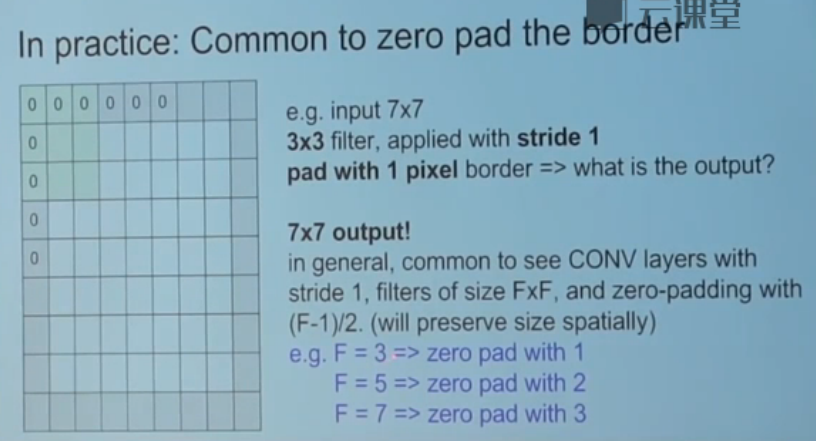 云课堂
In practice: Common to zero pad the border
0 0 0 0 0 0
0
0
0
0
e.g. input 7x7
3x3 filter, applied with stride 1
pad with 1 pixel border => what is the output?
7x7 output!
in general, common to see CONV layers with
stride 1, filters of size FxF, and zero-padding with
(F-1)/2. (will preserve size spatially)
e.g. F = 3 => zero pad with 1
F = 5 => zero pad with 2
F = 7 => zero pad with 3